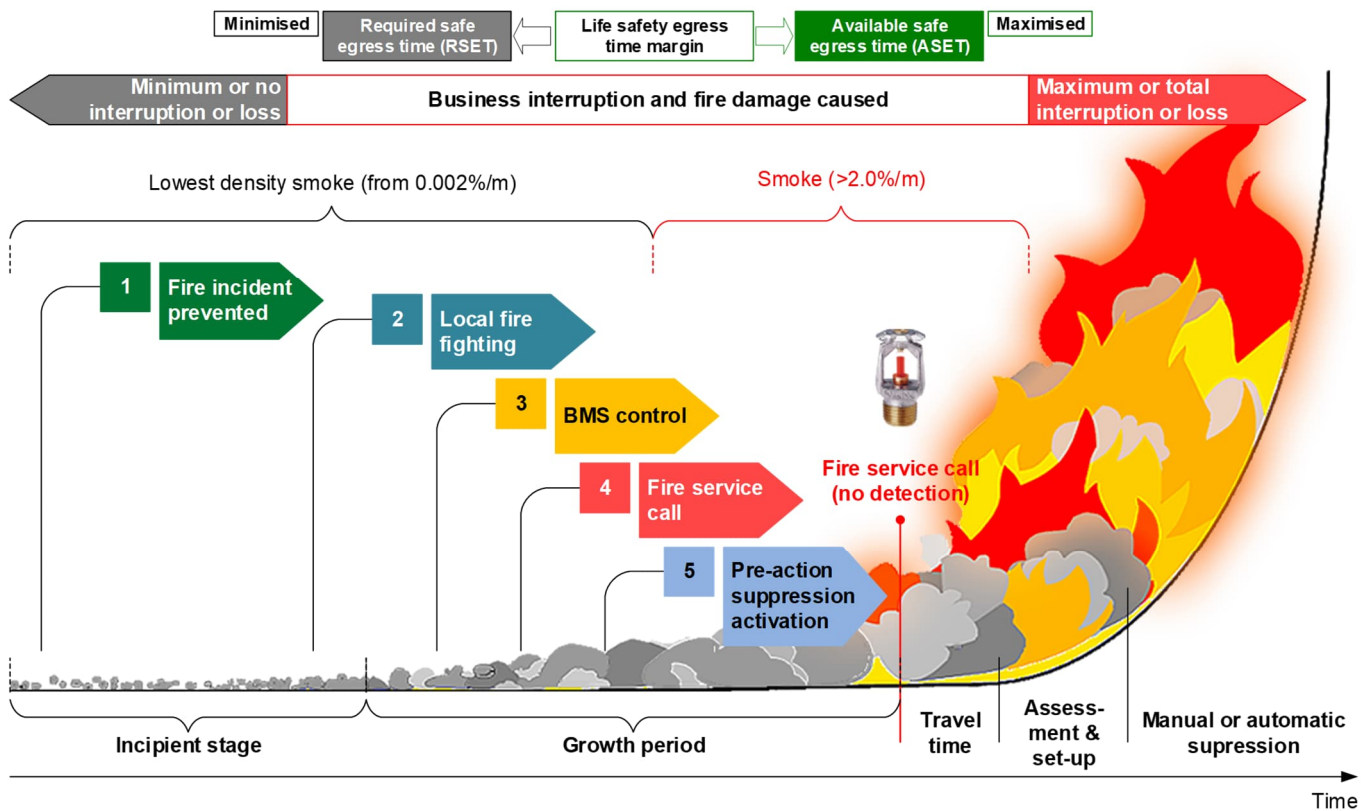 Minimised
Required safe
egress time (RSET)
Life safety egress
time margin
Available safe
egress time (ASET)
Maximised
Minimum or no
interruption or loss
Business interruption and fire damage caused
Maximum or total
interruption or loss
Lowest density smoke (from 0.002%/m)
Smoke (>2.0%/m)
1
Fire incident
prevented
2
Local fire
fighting
3
BMS control
4
Fire service
call
Fire service call
(no detection)
5
Pre-action
suppression
activation
Incipient stage
Growth period
Travel
time
Assess-
ment &
set-up
Manual or automatic
supression
Time